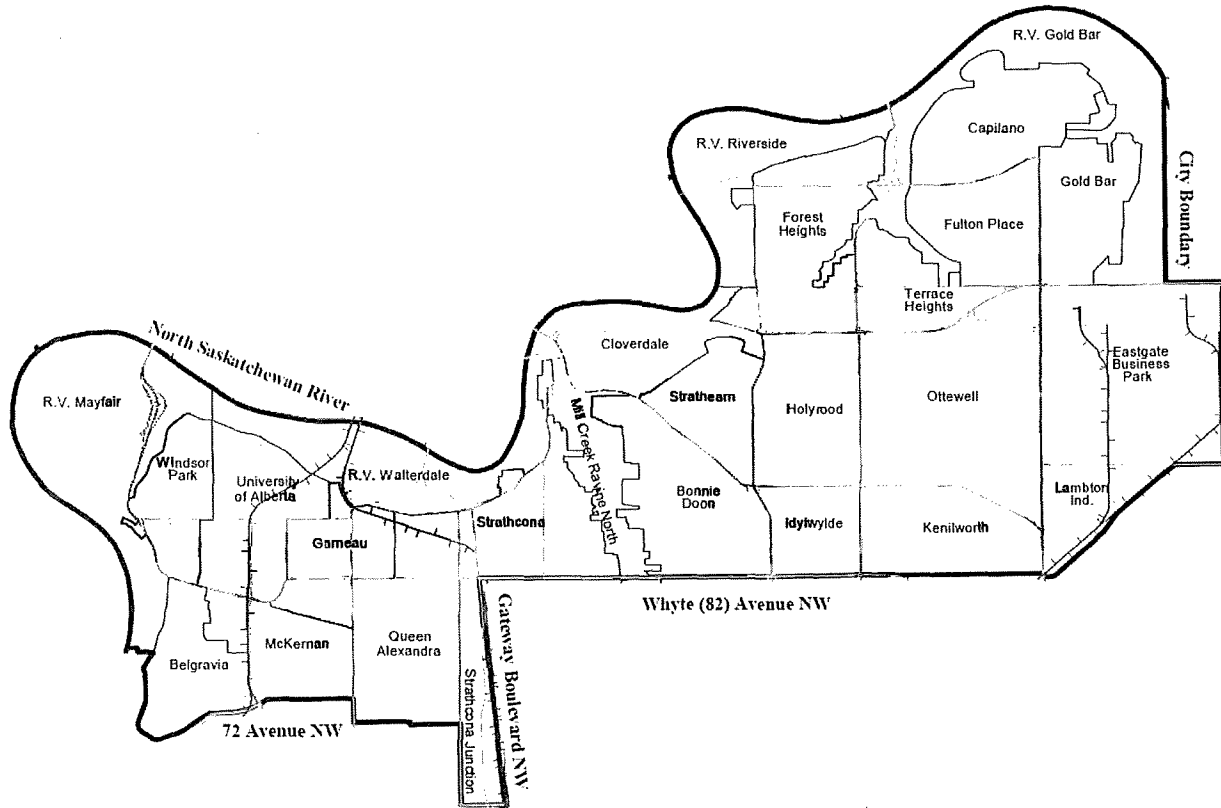 R.V. Gold Bar
R.V. Riverside
Capilano
Gold Bar
City Boundary
Forest
Heights
Fulton Place
Terrace
Heights
North Saskatchewan River
Cloverdale
Eastgate
Business
Park
R.V. Mayfair
Strathearn
Holyrood
Ottewell
Mill Creek Ravine North
Windsor
Park
University
of Alberta
R.V. Walterdale
Bonnie
Doon
Lambton
Ind.
Strathcona
Idylwylde
Kenilworth
Garneau
Whyte (82) Avenue NW
Gateway Boulevard NW
McKernan
Queen
Alexandra
Belgravia
Strathcona Junction
72 Avenue NW